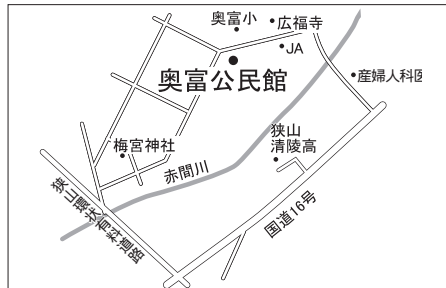 奥富小
広福寺
JA
奥富公民館
産婦人科医
狭山
清陵高
梅宮神社
赤間川
国道16号
狭山環状有料道路